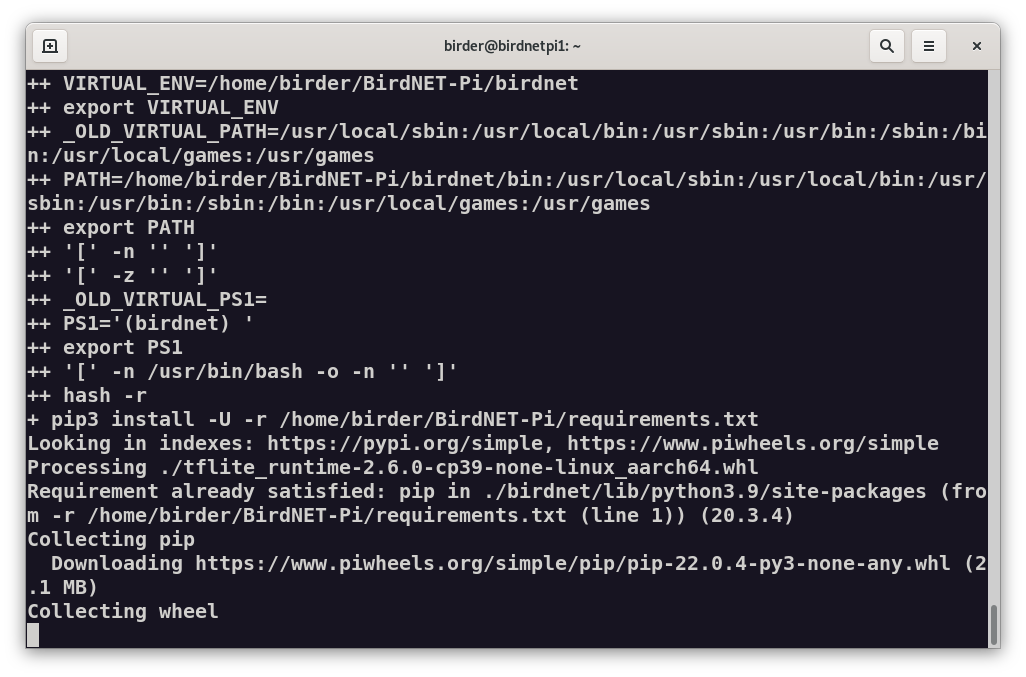 birder@birdnetpi1: ~
++ VIRTUAL_ENV=/home/birder/BirdNET-Pi/birdnet
++ export VIRTUAL_ENV
++ _OLD_VIRTUAL_PATH=/usr/local/sbin:/usr/local/bin:/usr/sbin:/usr/bin:/sbin:/bi
n:/usr/local/games:/usr/games
++ PATH=/home/birder/BirdNET-Pi/birdnet/bin:/usr/local/sbin:/usr/local/bin:/usr/
sbin:/usr/bin:/sbin:/bin:/usr/local/games:/usr/games
++ export PATH
++ '[' -n '' ']'
++ '[' -z '' ']'
++ _OLD_VIRTUAL_PS1=
++ PS1='(birdnet) '
++ export PS1
++ '[' -n /usr/bin/bash -o -n '' ']'
++ hash -r
+ pip3 install -U -r /home/birder/BirdNET-Pi/requirements.txt
Looking in indexes: https://pypi.org/simple, https://www.piwheels.org/simple
Processing ./tflite_runtime-2.6.0-cp39-none-linux_aarch64.whl
Requirement already satisfied: pip in ./birdnet/lib/python3.9/site-packages (fro
m -r /home/birder/BirdNET-Pi/requirements.txt (line 1)) (20.3.4)
Collecting pip
  Downloading https://www.piwheels.org/simple/pip/pip-22.0.4-py3-none-any.whl (2
.1 MB)
Collecting wheel